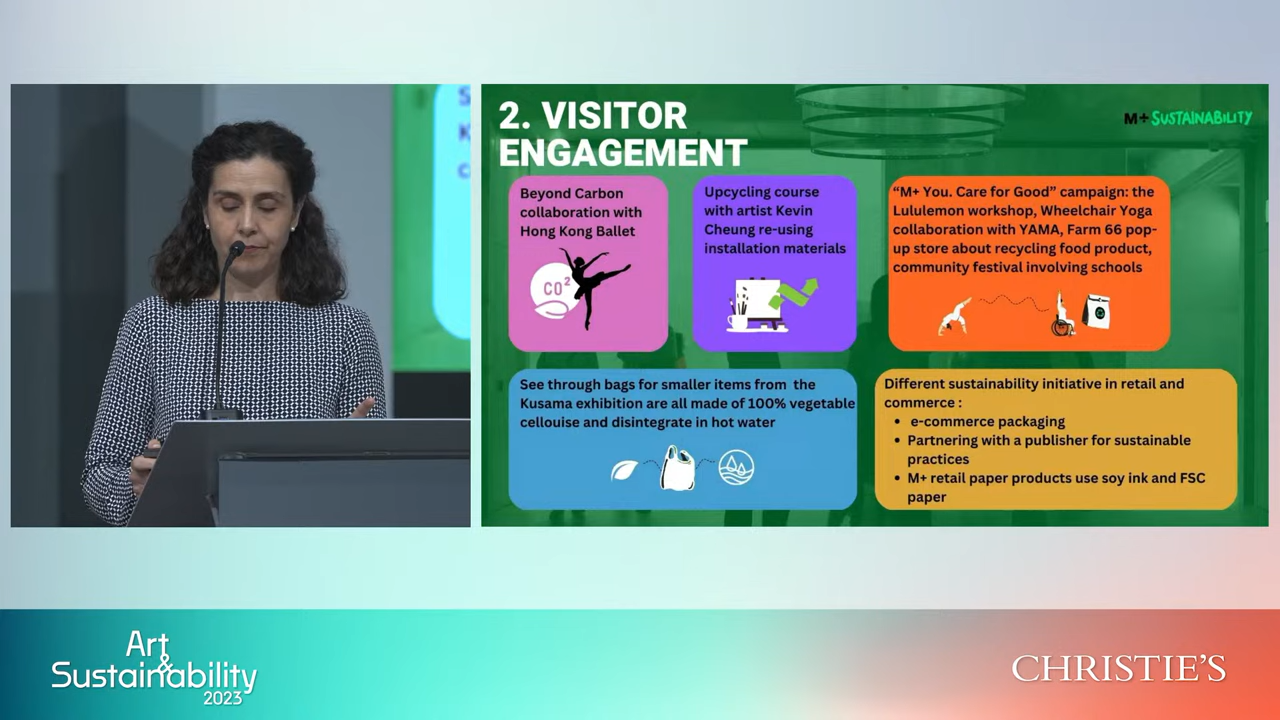 2. VISITOR
ENGAGEMENT
M+ SUSTAINABILITY
Beyond Carbon
collaboration with
Hong Kong Ballet
CO²
Upcycling course
with artist Kevin
Cheung re-using
installation materials
“M+ You. Care for Good” campaign: the
Lululemon workshop, Wheelchair Yoga
collaboration with YAMA, Farm 66 pop-
up store about recycling food product,
community festival involving schools
See through bags for smaller items from the
Kusama exhibition are all made of 100% vegetable
cellouise and disintegrate in hot water
Different sustainability initiative in retail and
commerce :
• e-commerce packaging
• Partnering with a publisher for sustainable
practices
• M+ retail paper products use soy ink and FSC
paper
Art
&
Sustainability
2023
CHRISTIE'S